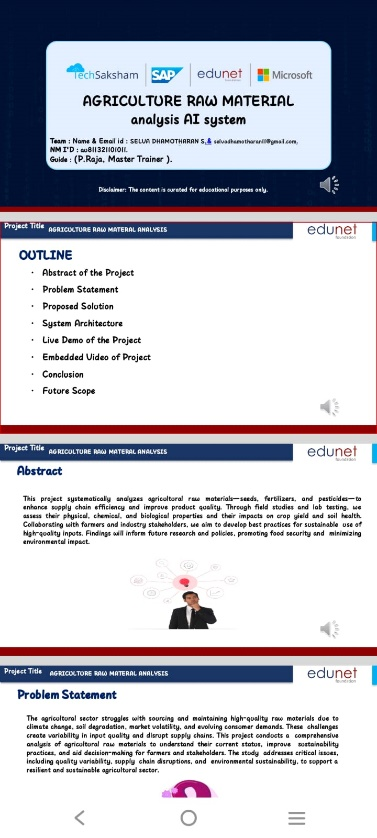 TechSaksham
SAP
edunet
foundation
Microsoft
AGRICULTURE RAW MATERIAL
analysis AI system
Team : Name & Email id : SELVA DHAMOTHARAN S,& selvadhamotharan11@gmail.com,
NM I'D : au811321101011.
Guide : (P.Raja, Master Trainer ).
Disclaimer: The content is curated for educational purposes only.
Project Title AGRICULTURE RAW MATERAL ANALYSIS
edunet
foundation
OUTLINE
• Abstract of the Project
• Problem Statement
• Proposed Solution
• System Architecture
• Live Demo of the Project
• Embedded Video of Project
• Conclusion
• Future Scope
Project Title AGRICULTURE RAW MATERAL ANALYSIS
edunet
foundation
Abstract
This project systematically analyzes agricultural raw materials—seeds, fertilizers, and pesticides—to
enhance supply chain efficiency and improve product quality. Through field studies and lab testing, we
assess their physical, chemical, and biological properties and their impacts on crop yield and soil health.
Collaborating with farmers and industry stakeholders, we aim to develop best practices for sustainable use of
high-quality inputs. Findings will inform future research and policies, promoting food security and minimizing
environmental impact.
Project Title AGRICULTURE RAW MATERAL ANALYSIS
edunet
foundation
Problem Statement
The agricultural sector struggles with sourcing and maintaining high-quality raw materials due to
climate change, soil degradation, market volatility, and evolving consumer demands. These challenges
create variability in input quality and disrupt supply chains. This project conducts a comprehensive
analysis of agricultural raw materials to understand their current status, improve sustainability
practices, and aid decision-making for farmers and stakeholders. The study addresses critical issues,
including quality variability, supply chain disruptions, and environmental sustainability, to support a
resilient and sustainable agricultural sector.